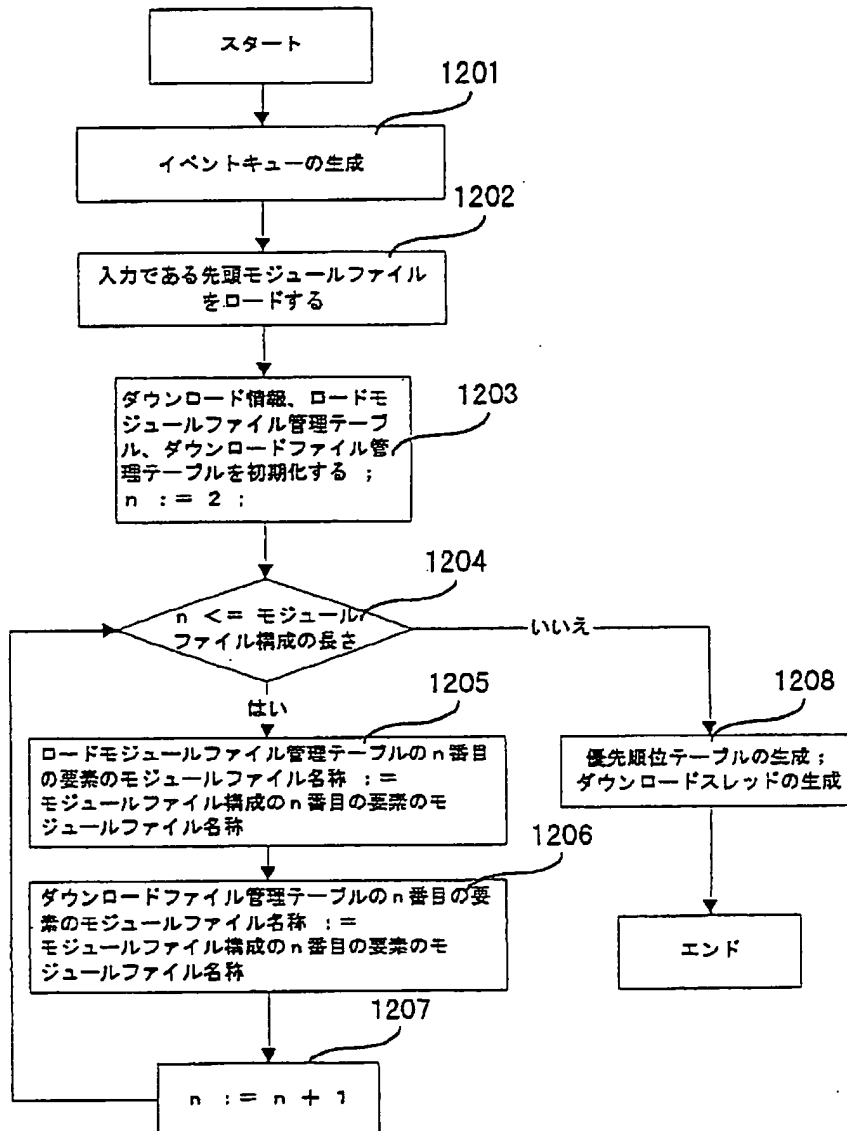 スタート
1201
イベントキューの生成
1202
入力である先頭モジュールファイル
をロードする
1203
ダウンロード情報、ロードモ
ジュールファイル管理テーブ
ル、ダウンロードファイル管
理テーブルを初期化する ;
n := 2 ;
1204
n <= モジュール
ファイル構成の長さ
いいえ
はい
1205
ロードモジュールファイル管理テーブルのn番目
の要素のモジュールファイル名称 :=
モジュールファイル構成のn番目の要素のモ
ジュールファイル名称
1206
ダウンロードファイル管理テーブルのn番目の要
素のモジュールファイル名称 :=
モジュールファイル構成のn番目の要素のモ
ジュールファイル名称
1207
n := n + 1
1208
優先順位テーブルの生成 ;
ダウンロードスレッドの生成
エンド